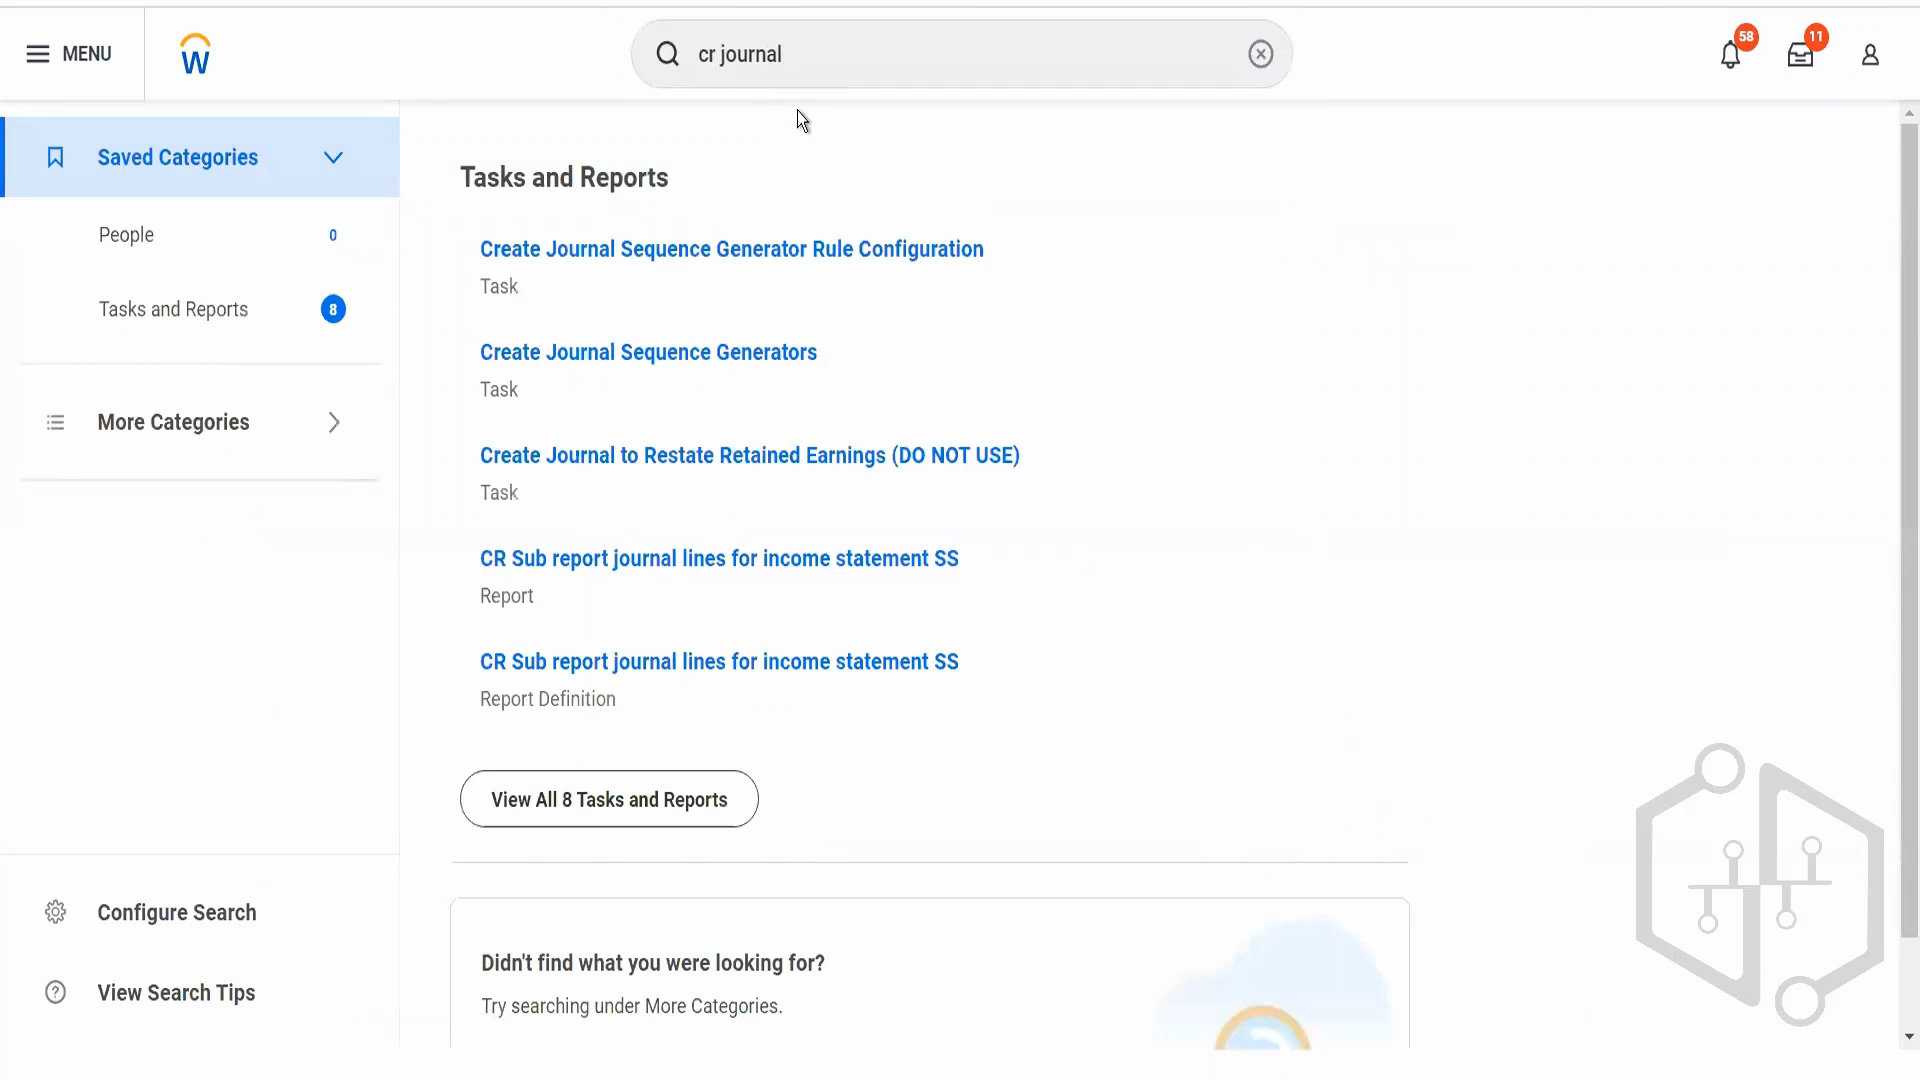 MENU
W
cr journal
58
11
Saved Categories
People 0
Tasks and Reports 8
More Categories
Configure Search
View Search Tips
Tasks and Reports
Create Journal Sequence Generator Rule Configuration
Task
Create Journal Sequence Generators
Task
Create Journal to Restate Retained Earnings (DO NOT USE)
Task
CR Sub report journal lines for income statement SS
Report
CR Sub report journal lines for income statement SS
Report Definition
View All 8 Tasks and Reports
Didn't find what you were looking for?
Try searching under More Categories.